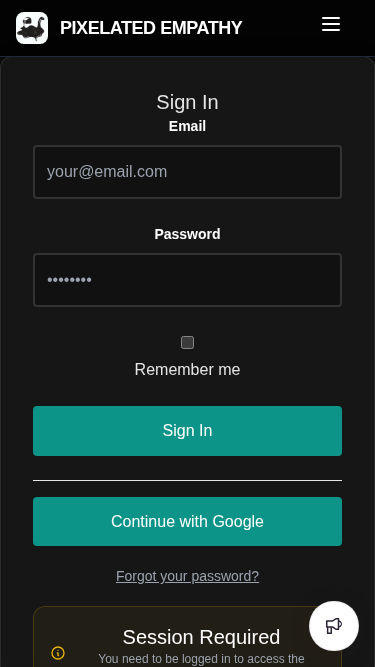 PIXELATED EMPATHY
Sign In
Email
your@email.com
Password
••••••••
Remember me
Sign In
Continue with Google
Forgot your password?
Session Required
You need to be logged in to access the